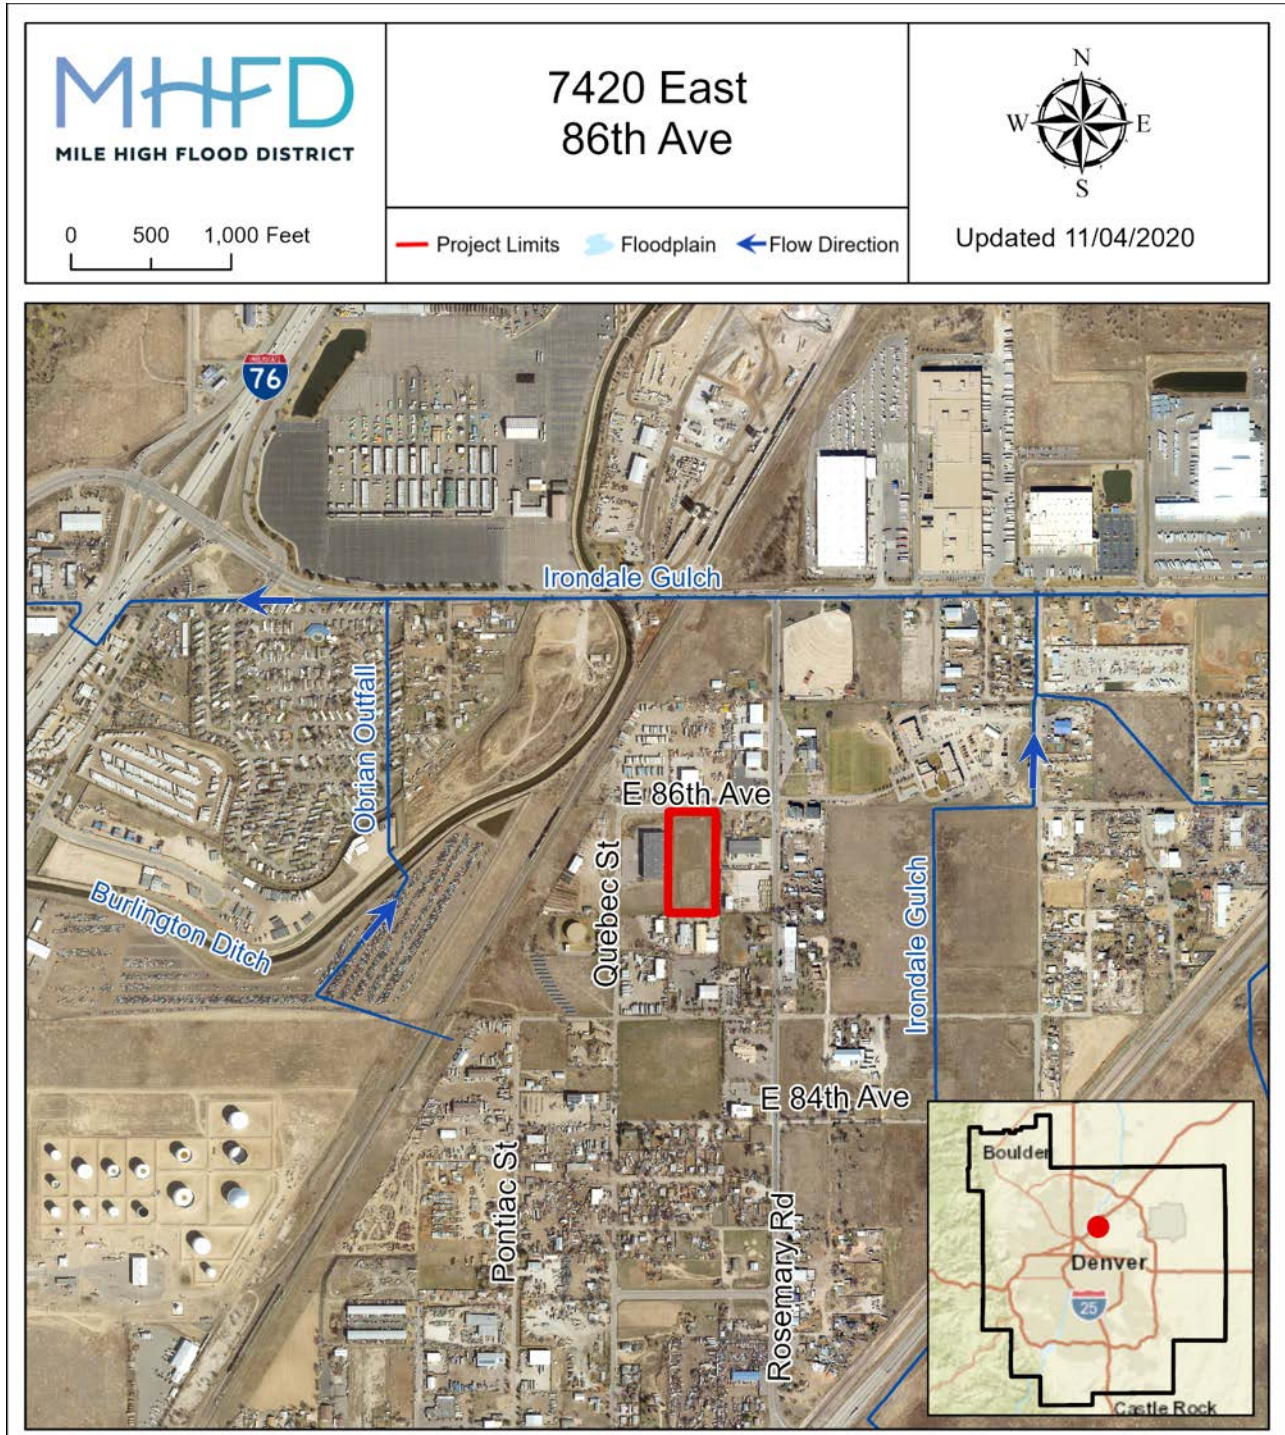 MHFD
MILE HIGH FLOOD DISTRICT
0 500 1,000 Feet
7420 East
86th Ave
Project Limits Floodplain Flow Direction
N
W E
S
Updated 11/04/2020
76
Irondale Gulch
Obrian Outfall
E 86th Ave
Quebec St
Burlington Ditch
Irondale Gulch
E 84th Ave
Pontiac St
Rosemary Rd
Boulder
Denver
25
Castle Rock